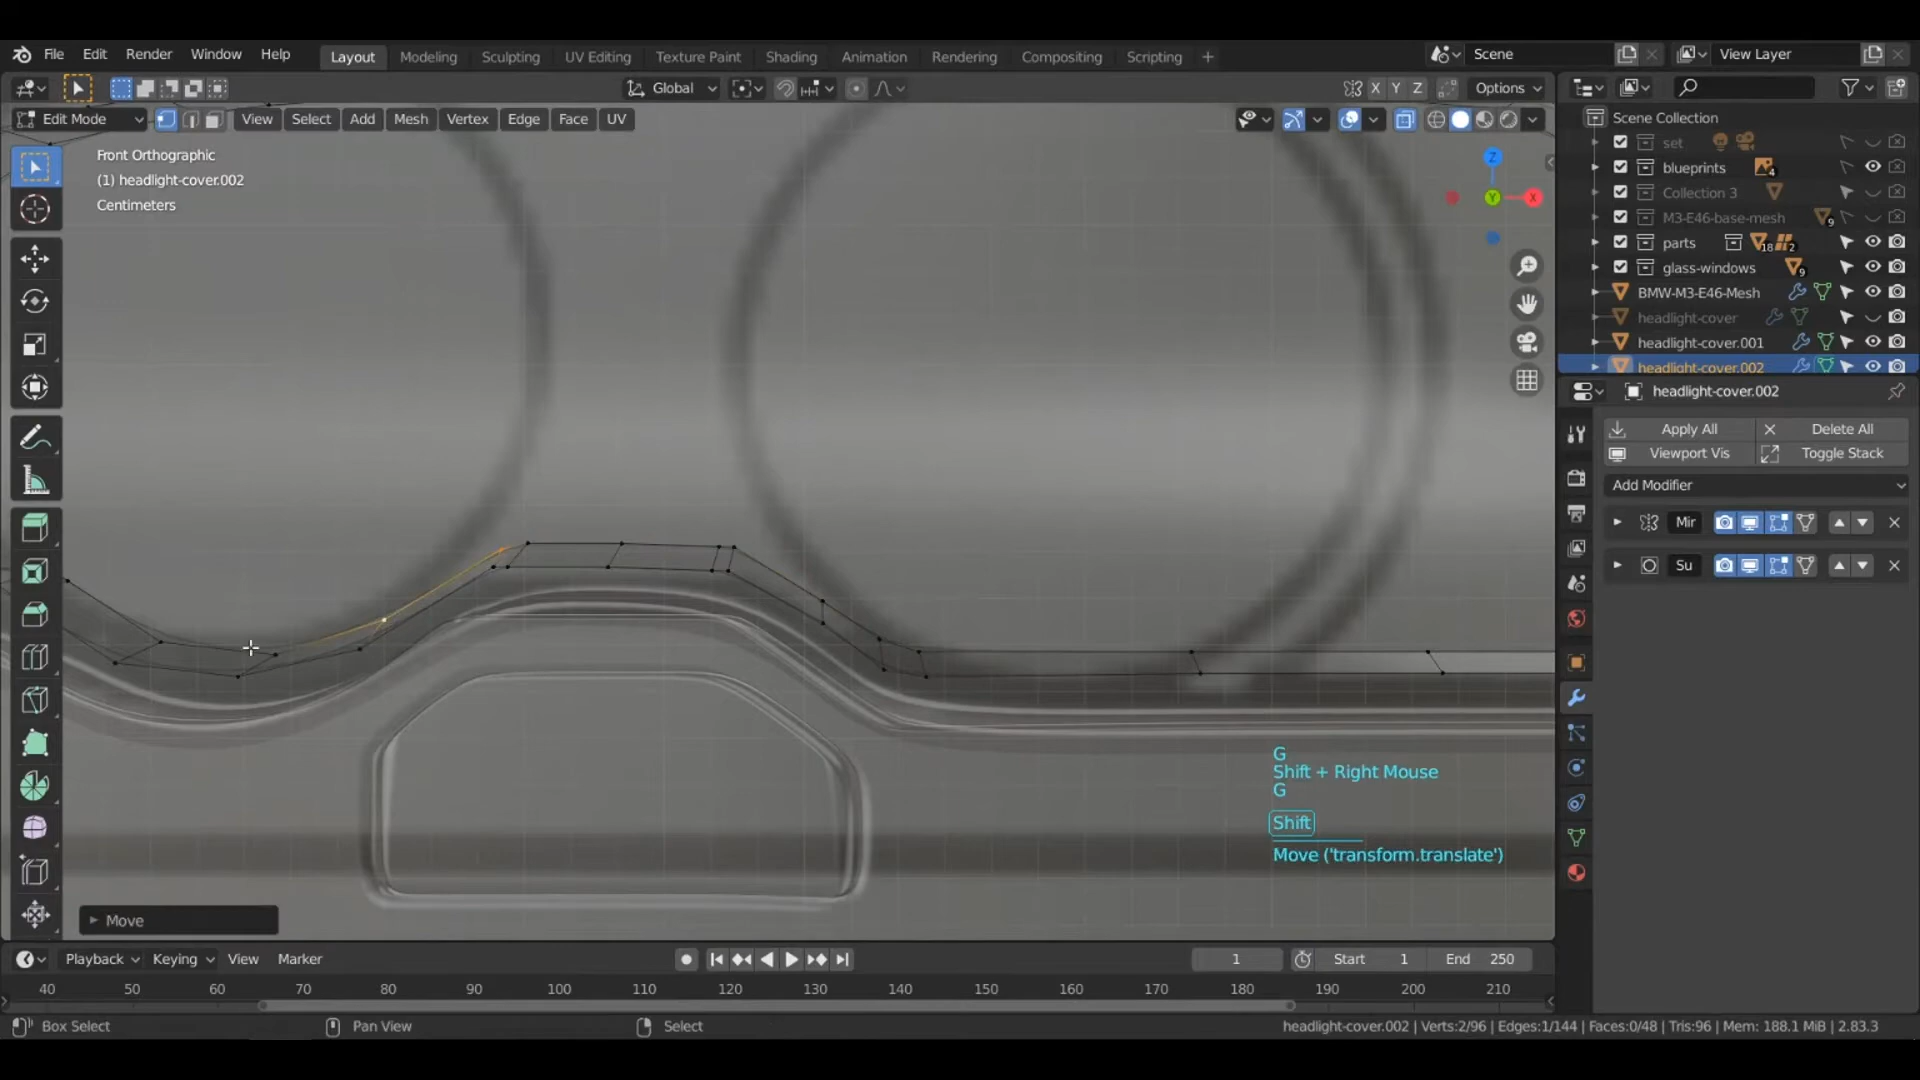 File Edit Render Window Help Layout Modeling Sculpting UV Editing Texture Paint Shading Animation Rendering Compositing Scripting + Scene View Layer
Global X Y Z Options
Edit Mode View Select Add Mesh Vertex Edge Face UV
Front Orthographic
(1) headlight-cover.002
Centimeters
Z
Y
X
G
Shift + Right Mouse
G
Shift
Move ('transform.translate')
Move
Scene Collection
set
blueprints 4
Collection 3
M3-E46-base-mesh 9
parts 18 2
glass-windows 9
BMW-M3-E46-Mesh
headlight-cover
headlight-cover.001
headlight-cover.002
headlight-cover.002
Apply All Delete All
Viewport Vis Toggle Stack
Add Modifier
Mir
Su
Playback Keying View Marker 1 Start 1 End 250
40 50 60 70 80 90 100 110 120 130 140 150 160 170 180 190 200 210
Box Select Pan View Select headlight-cover.002 | Verts:2/96 | Edges:1/144 | Faces:0/48 | Tris:96 | Mem: 188.1 MiB | 2.83.3